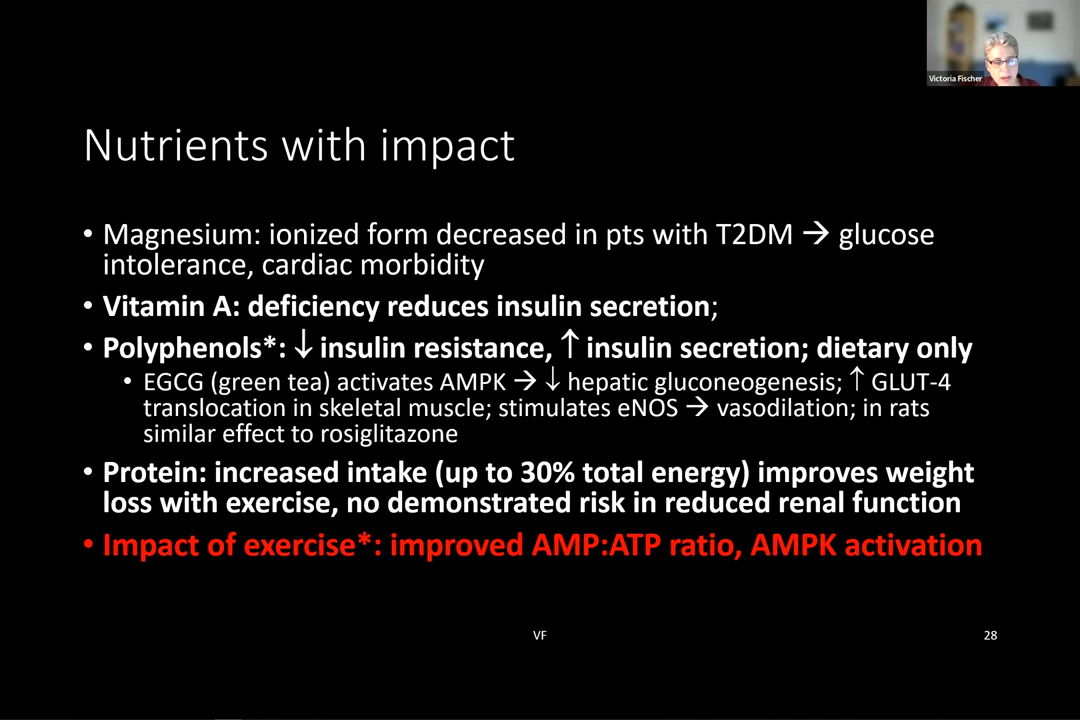 Victoria Fischer
Nutrients with impact
• Magnesium: ionized form decreased in pts with T2DM → glucose
intolerance, cardiac morbidity
• Vitamin A: deficiency reduces insulin secretion;
• Polyphenols*: ↓ insulin resistance, ↑ insulin secretion; dietary only
• EGCG (green tea) activates AMPK → ↓ hepatic gluconeogenesis; ↑ GLUT-4
translocation in skeletal muscle; stimulates eNOS → vasodilation; in rats
similar effect to rosiglitazone
• Protein: increased intake (up to 30% total energy) improves weight
loss with exercise, no demonstrated risk in reduced renal function
• Impact of exercise*: improved AMP:ATP ratio, AMPK activation
VF
28